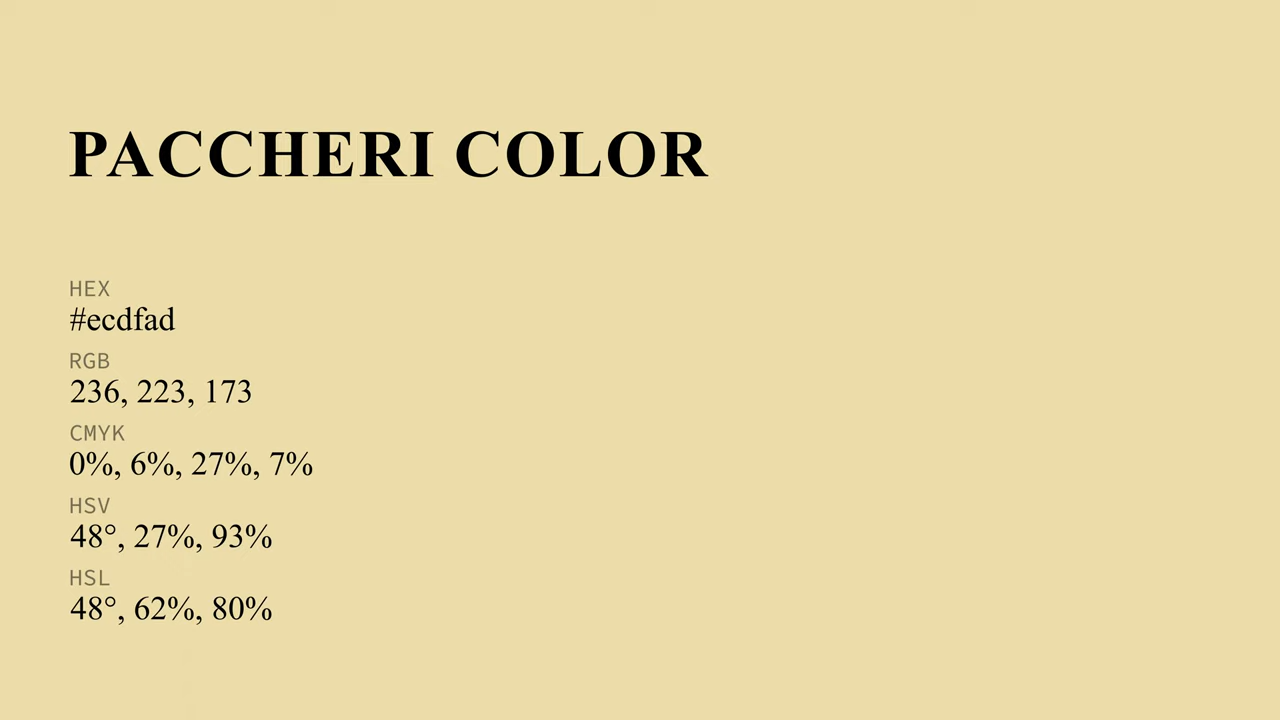 PACCHERI COLOR
HEX
#ecdfad
RGB
236, 223, 173
CMYK
0%, 6%, 27%, 7%
HSV
48°, 27%, 93%
HSL
48°, 62%, 80%